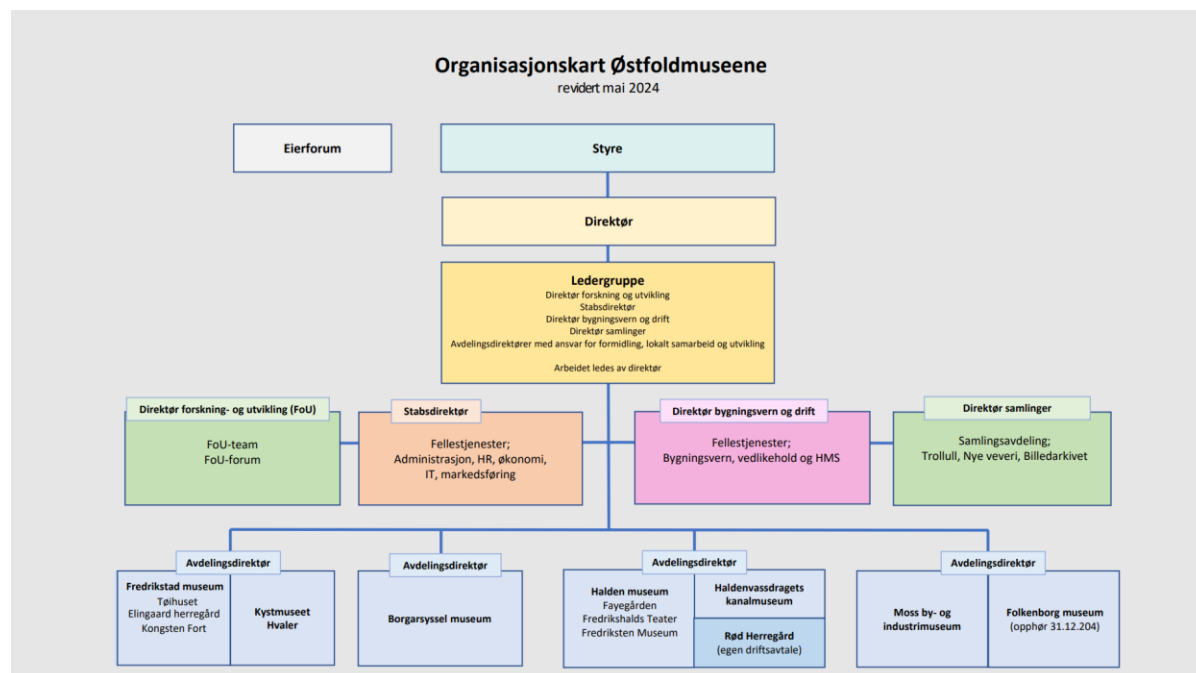 Organisasjonskart Østfoldmuseene
revidert mai 2024
Eierforum
Styre
Direktør
Ledergruppe
Direktør forskning og utvikling
Stabsdirektør
Direktør bygningsvern og drift
Direktør samlinger
Avdelingsdirektører med ansvar for formidling, lokalt samarbeid og utvikling
Arbeidet ledes av direktør
Direktør forskning- og utvikling (FoU)
FoU-team
FoU-forum
Stabsdirektør
Fellestjenester;
Administrasjon, HR, økonomi,
IT, markedsføring
Direktør bygningsvern og drift
Fellestjenester;
Bygningsvern, vedlikehold og HMS
Direktør samlinger
Samlingsavdeling;
Trollull, Nye veveri, Billedarkivet
Avdelingsdirektør
Fredrikstad museum
Tøihuset
Elingaard herregård
Kongsten Fort
Kystmuseet
Hvaler
Avdelingsdirektør
Borgarsyssel museum
Avdelingsdirektør
Halden museum
Fayegården
Fredrikshalds Teater
Fredriksten Museum
Haldenvassdragets
kanalmuseum
Rød Herregård
(egen driftsavtale)
Avdelingsdirektør
Moss by- og
industrimuseum
Folkenborg museum
(opphør 31.12.204)